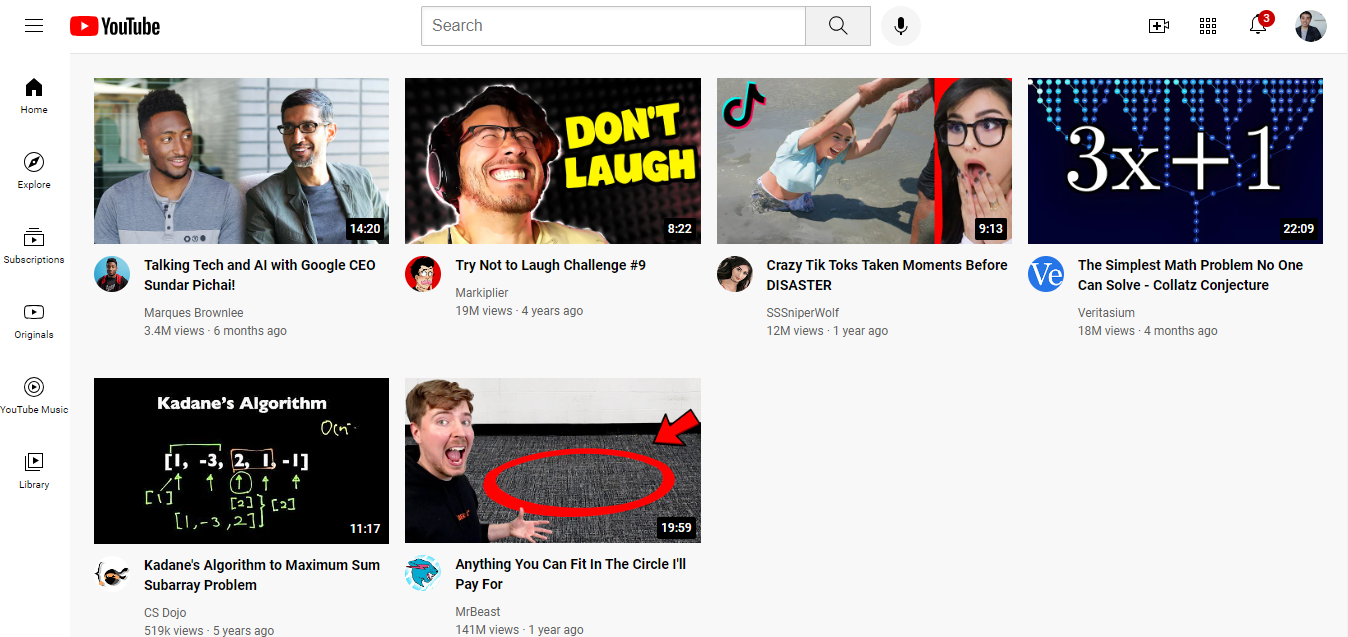 YouTube
Search
3
Home
Explore
Subscriptions
Originals
YouTube Music
Library
14:20
Talking Tech and AI with Google CEO
Sundar Pichai!
Marques Brownlee
3.4M views · 6 months ago
DON'T
LAUGH
8:22
Try Not to Laugh Challenge #9
Markiplier
19M views · 4 years ago
9:13
Crazy Tik Toks Taken Moments Before
DISASTER
SSSniperWolf
12M views · 1 year ago
3x+1
22:09
Ve
The Simplest Math Problem No One
Can Solve - Collatz Conjecture
Veritasium
18M views · 4 months ago
Kadane's Algorithm
[1, -3, 2, 1, -1]
[1]
[2]
[2]
[1, -3, 2]
11:17
Kadane's Algorithm to Maximum Sum
Subarray Problem
CS Dojo
519k views · 5 years ago
19:59
Anything You Can Fit In The Circle I'll
Pay For
MrBeast
141M views · 1 year ago